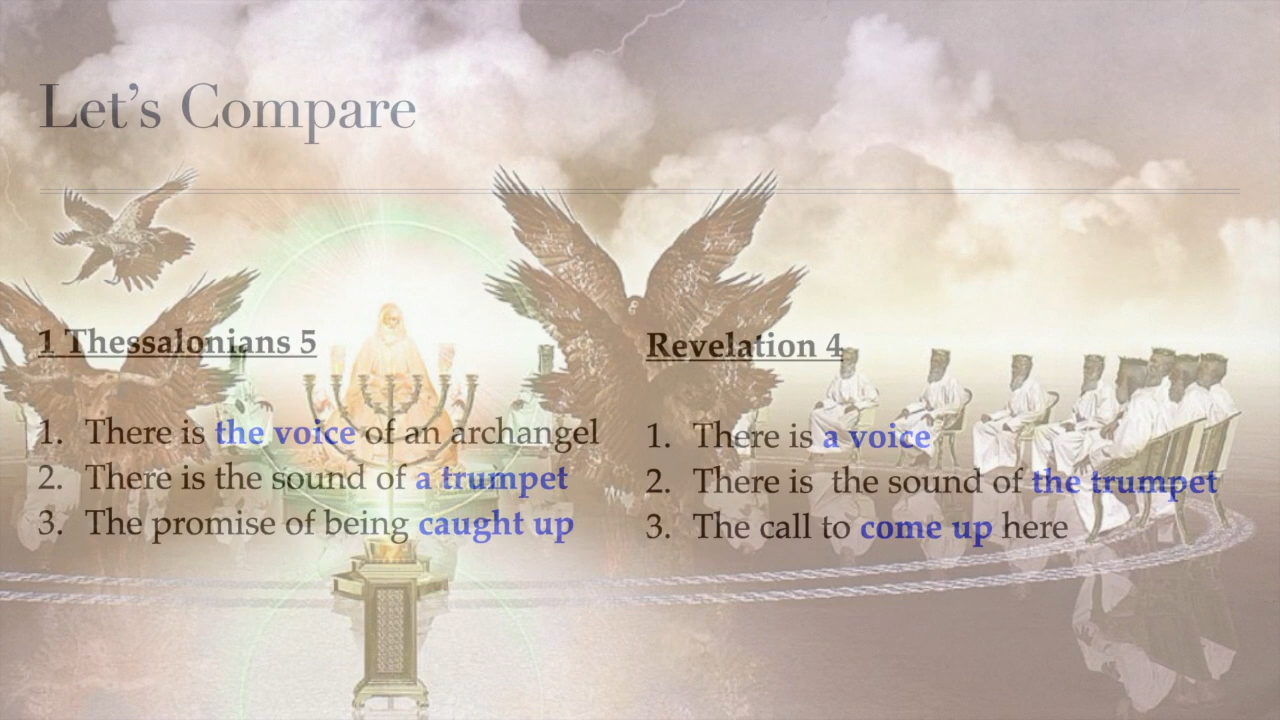 Let's Compare
1 Thessalonians 5
1. There is the voice of an archangel
2. There is the sound of a trumpet
3. The promise of being caught up
Revelation 4
1. There is a voice
2. There is  the sound of the trumpet
3. The call to come up here